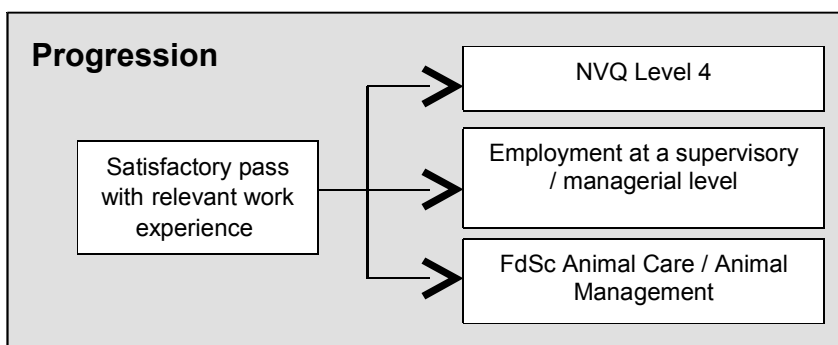 Progression
Satisfactory pass
with relevant work
experience
NVQ Level 4
Employment at a supervisory
/ managerial level
FdSc Animal Care / Animal
Management